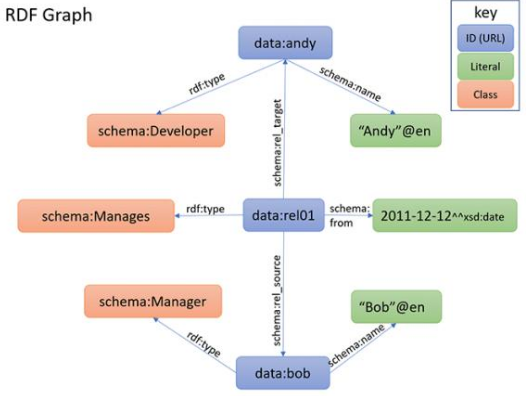 RDF Graph
key
ID (URL)
Literal
Class
data:andy
rdf:type
schema:name
schema:Developer
schema:rel_target
"Andy"@en
schema:Manages
rdf:type
data:rel01
schema:
from
2011-12-12^^xsd:date
schema:Manager
schema:rel_source
"Bob"@en
rdf:type
schema:name
data:bob